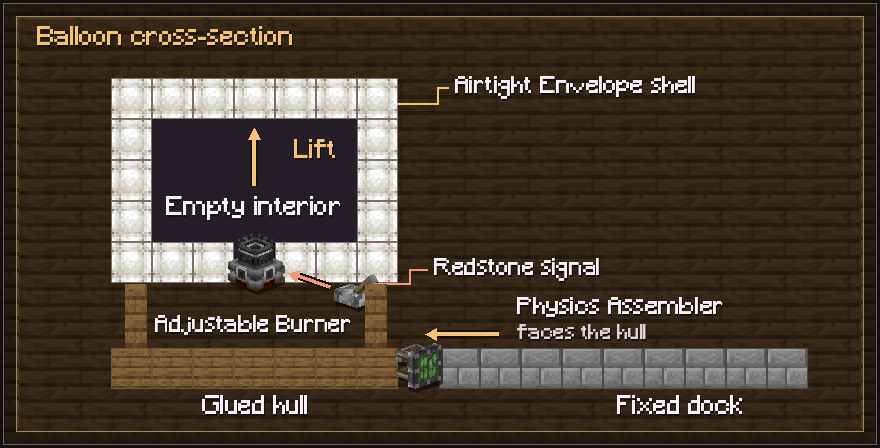 Balloon cross-section
Airtight Envelope shell
Lift
Empty interior
Redstone signal
Physics Assembler
faces the hull
Adjustable Burner
Glued hull
Fixed dock